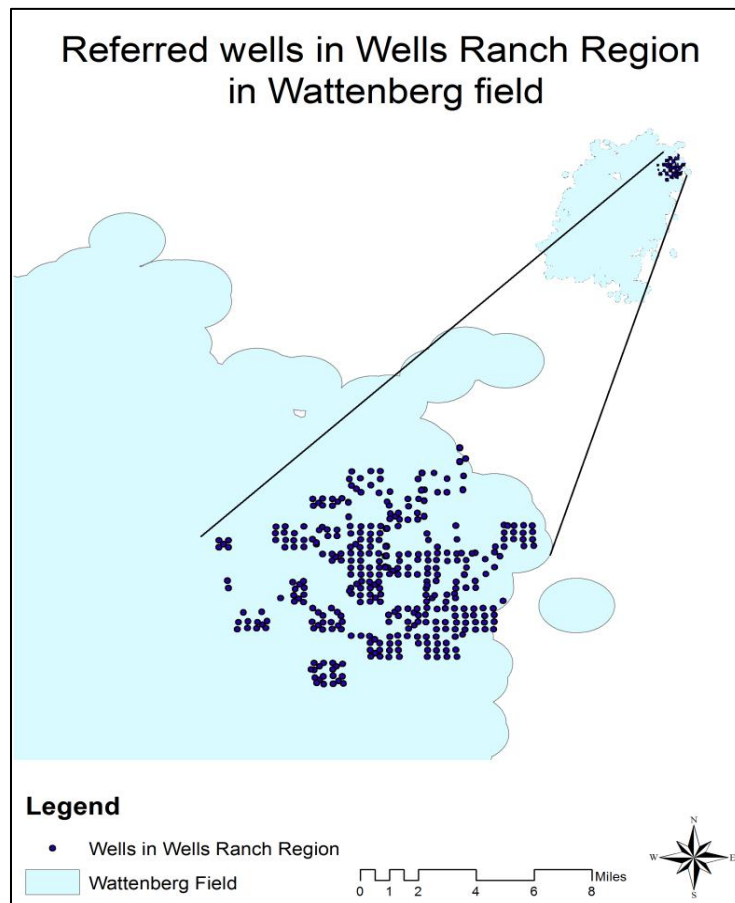 Referred wells in Wells Ranch Region
in Wattenberg field
Legend
Wells in Wells Ranch Region
Wattenberg Field
N
W E
S
Miles
0 1 2 4 6 8